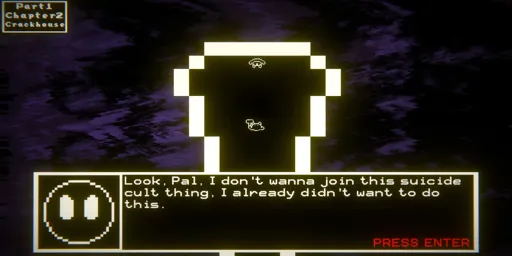 Part1
Chapter2
Crackhouse
Look, Pal, I don't wanna join this suicide
cult thing, I already didn't want to do
this.
PRESS ENTER